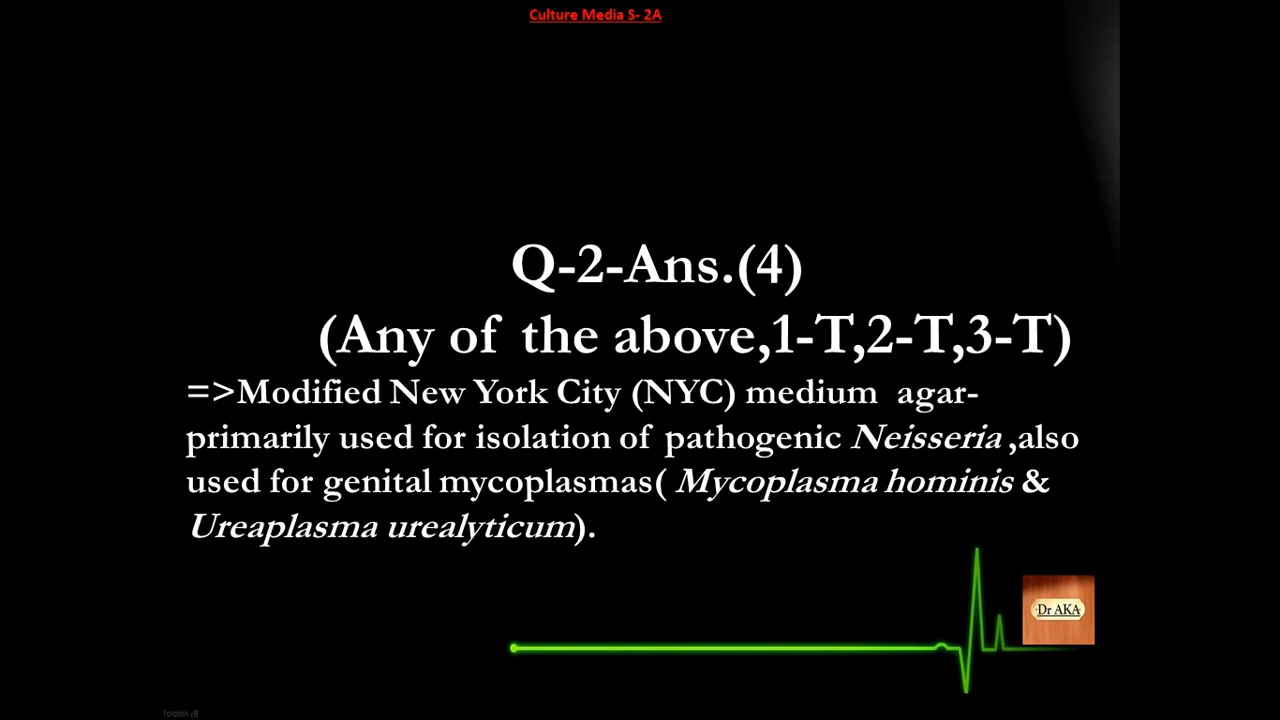 Culture Media S- 2A
Q-2-Ans.(4)
(Any of the above,1-T,2-T,3-T)
=>Modified New York City (NYC) medium agar-
primarily used for isolation of pathogenic Neisseria ,also
used for genital mycoplasmas( Mycoplasma hominis &
Ureaplasma urealyticum).
Dr AKA